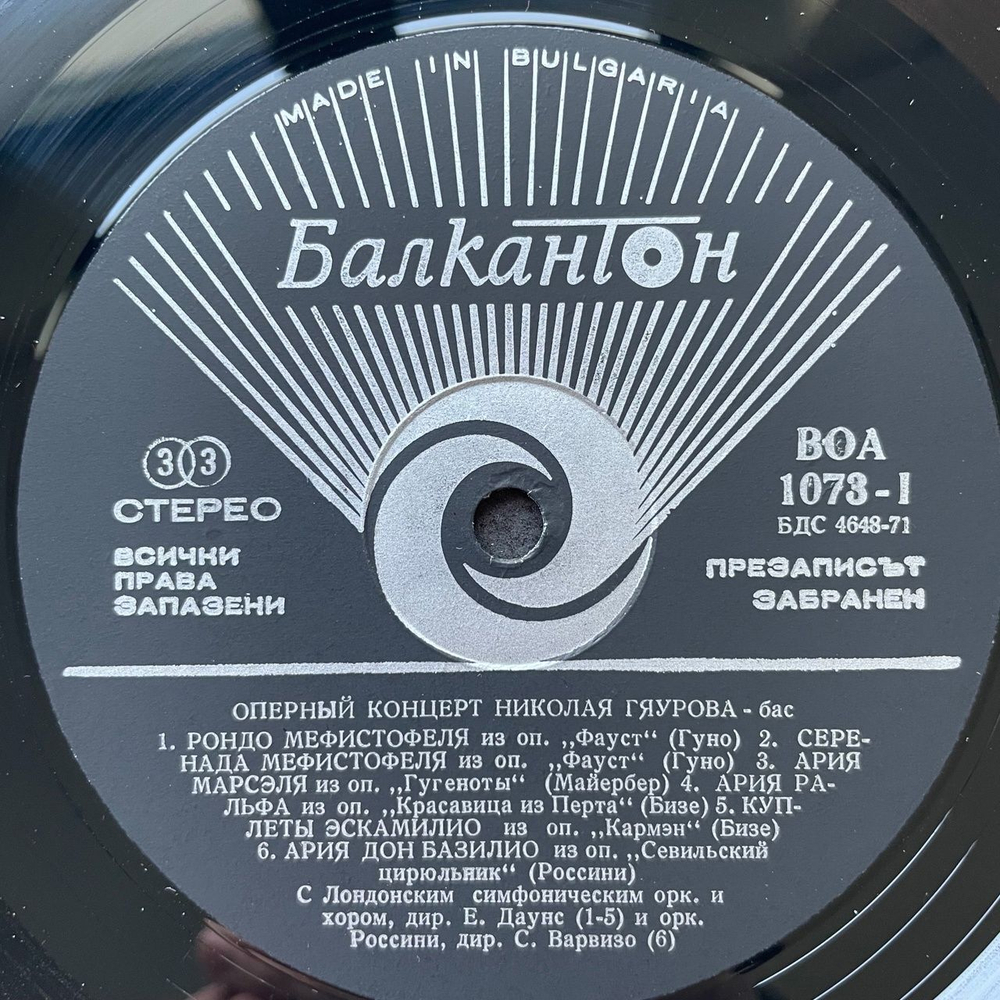 MADE IN BULGARIA
Балкантон
33
СТЕРЕО
ВСИЧКИ
ПРАВА
ЗАПАЗЕНИ
ВОА
1073-1
БДС 4648-71
ПРЕЗАПИСЪТ
ЗАБРАНЕН
ОПЕРНЫЙ КОНЦЕРТ НИКОЛАЯ ГЯУРОВА - бас
1. РОНДО МЕФИСТОФЕЛЯ из оп. „Фауст“ (Гуно) 2. СЕРЕ-
НАДА МЕФИСТОФЕЛЯ из оп. „Фауст“ (Гуно) 3. АРИЯ
МАРСЭЛЯ из оп. „Гугеноты“ (Майербер) 4. АРИЯ РА-
ЛЬФА из оп. „Красавица из Перта“ (Бизе) 5. КУП-
ЛЕТЫ ЭСКАМИЛИО из оп. „Кармэн“ (Бизе)
6. АРИЯ ДОН БАЗИЛИО из оп. „Севильский
цирюльник“ (Россини)
С Лондонским симфоническим орк. и
хором, дир. Е. Даунс (1-5) и орк.
Россини, дир. С. Варвизо (6)